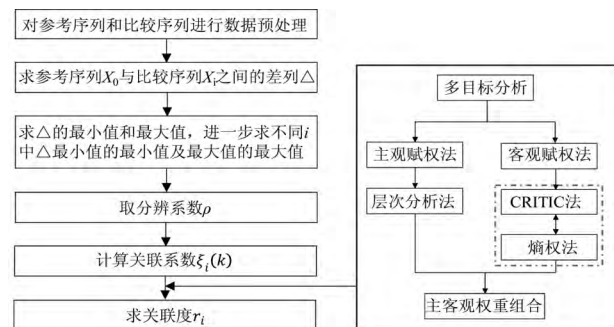 对参考序列和比较序列进行数据预处理
求参考序列X₀与比较序列Xᵢ之间的差列△
求△的最小值和最大值，进一步求不同i
中△最小值的最小值及最大值的最大值
取分辨系数ρ
计算关联系数ξᵢ(k)
求关联度rᵢ
多目标分析
主观赋权法
客观赋权法
层次分析法
CRITIC法
熵权法
主客观权重组合